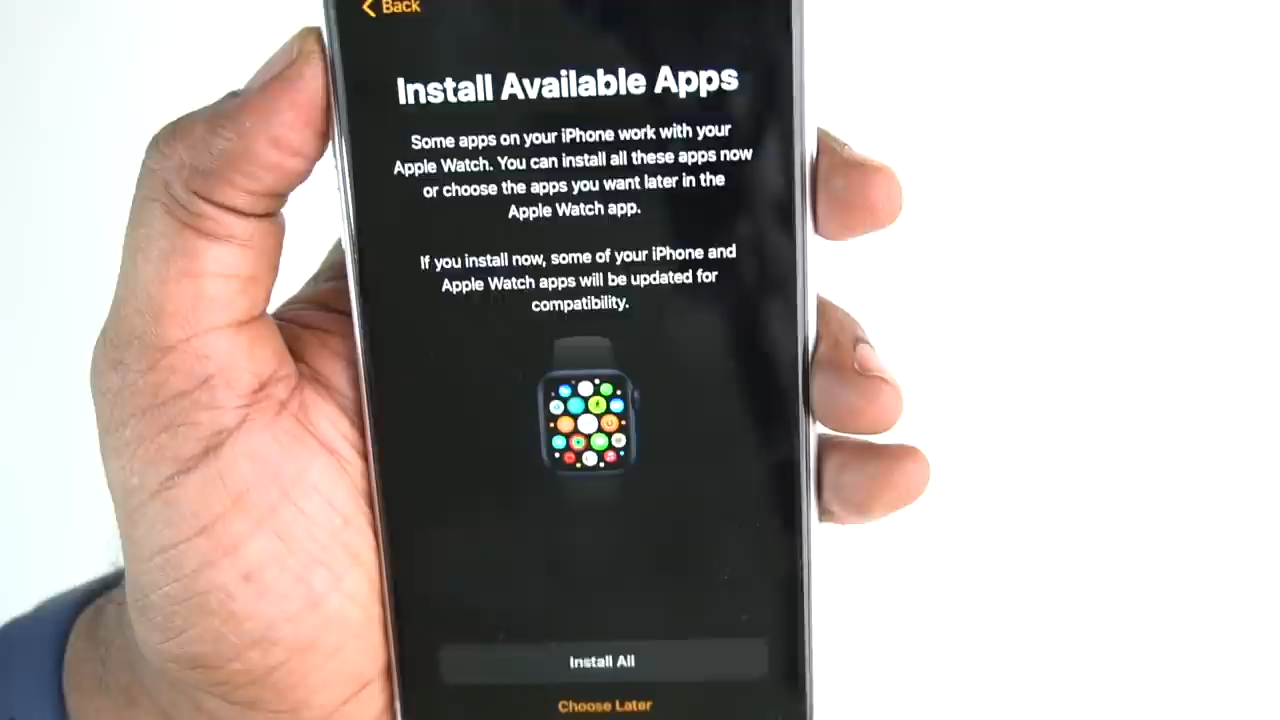 Back
Install Available Apps
Some apps on your iPhone work with your
Apple Watch. You can install all these apps now
or choose the apps you want later in the
Apple Watch app.
If you install now, some of your iPhone and
Apple Watch apps will be updated for
compatibility.
Install All
Choose Later